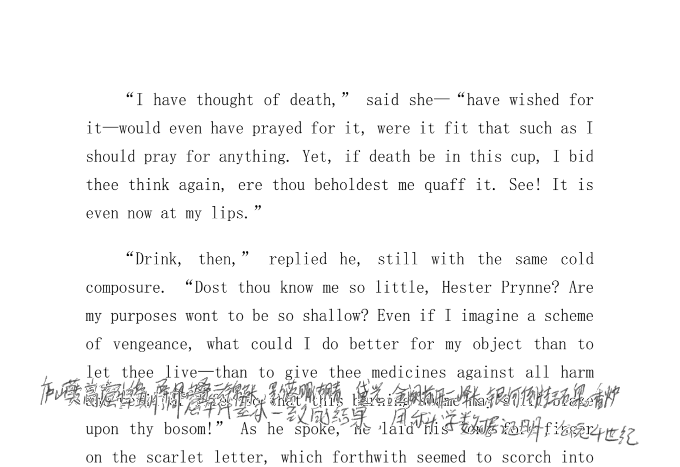 “I have thought of death,” said she—“have wished for
it—would even have prayed for it, were it fit that such as I
should pray for anything. Yet, if death be in this cup, I bid
thee think again, ere thou beholdest me quaff it. See! It is
even now at my lips.”
“Drink, then,” replied he, still with the same cold
composure. “Dost thou know me so little, Hester Prynne? Are
my purposes wont to be so shallow? Even if I imagine a scheme
of vengeance, what could I do better for my object than to
let thee live—than to give thee medicines against all harm
upon thy bosom!” As he spoke, he laid his
on the scarlet letter, which forthwith seemed to scorch into